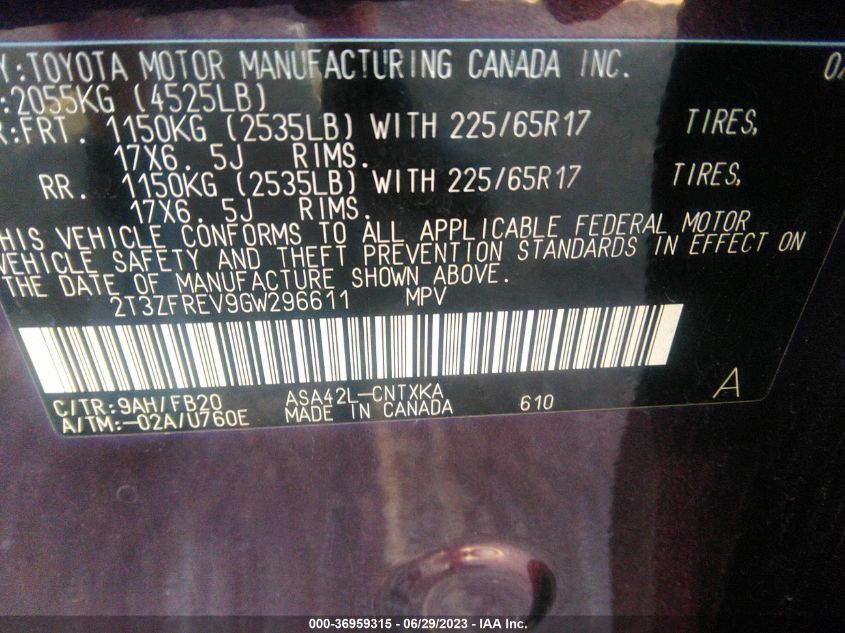 Y:TOYOTA MOTOR MANUFACTURING CANADA INC.
:2055KG (4525LB)
R:FRT. 1150KG (2535LB) WITH 225/65R17 TIRES,
17X6. 5J RIMS.
RR. 1150KG (2535LB) WITH 225/65R17 TIRES,
17X6. 5J RIMS.
HIS VEHICLE CONFORMS TO ALL APPLICABLE FEDERAL MOTOR
VEHICLE SAFETY AND THEFT PREVENTION STANDARDS IN EFFECT ON
THE DATE OF MANUFACTURE SHOWN ABOVE.
2T3ZFREV9GW296611 MPV
A
C/TR:9AH/FB20 ASA42L-CNTXKA
A/TM:-02A/U760E MADE IN CANADA 610
000-36959315 - 06/29/2023 - IAA Inc.